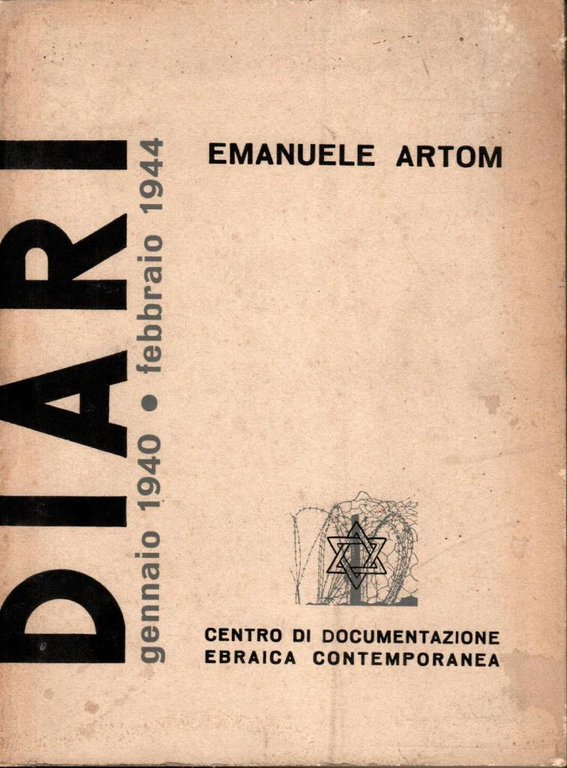 EMANUELE ARTOM
DIARI
gennaio 1940 • febbraio 1944
CENTRO DI DOCUMENTAZIONE
EBRAICA CONTEMPORANEA